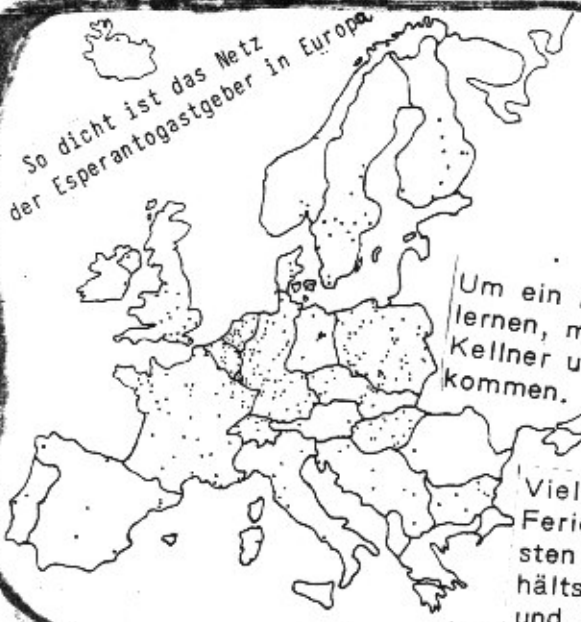 So dicht ist das Netz
der Esperantogastgeber in Europa
Um ein
lernen, m
Kellner u
kommen.
Viel
Ferie
sten
hälts
und